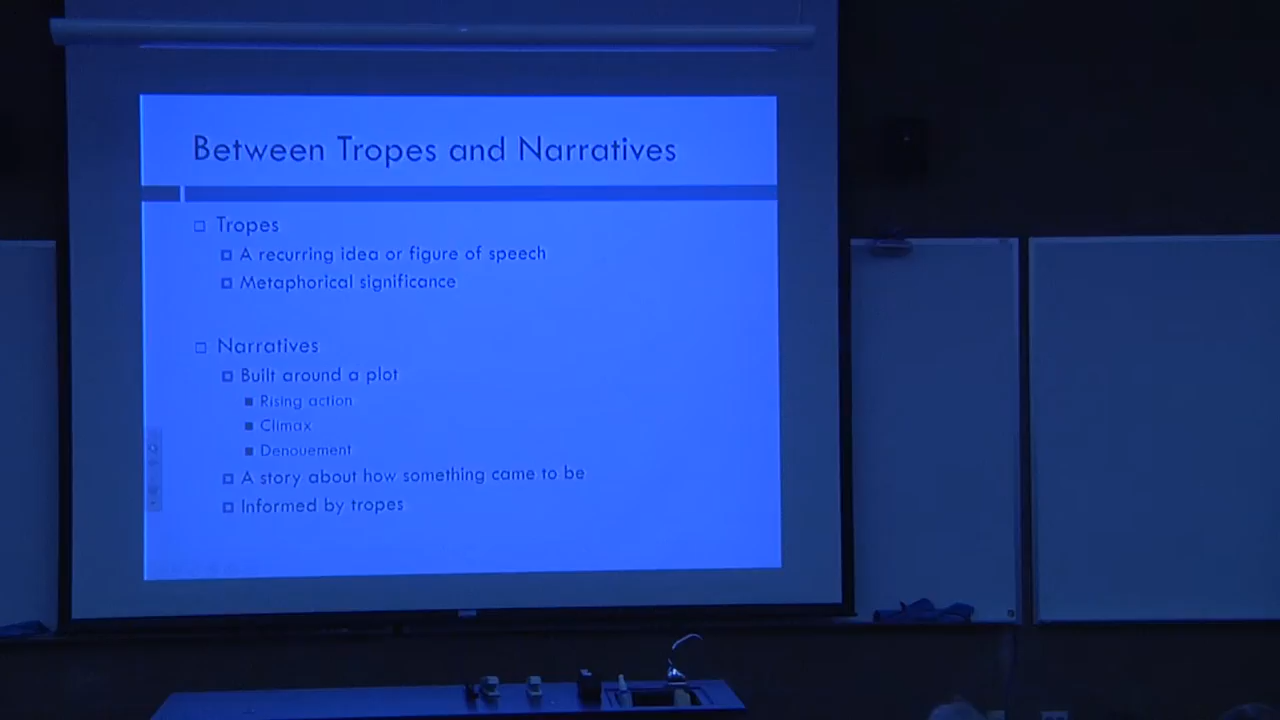 Between Tropes and Narratives
Tropes
A recurring idea or figure of speech
Metaphorical significance
Narratives
Built around a plot
Rising action
Climax
Denouement
A story about how something came to be
Informed by tropes